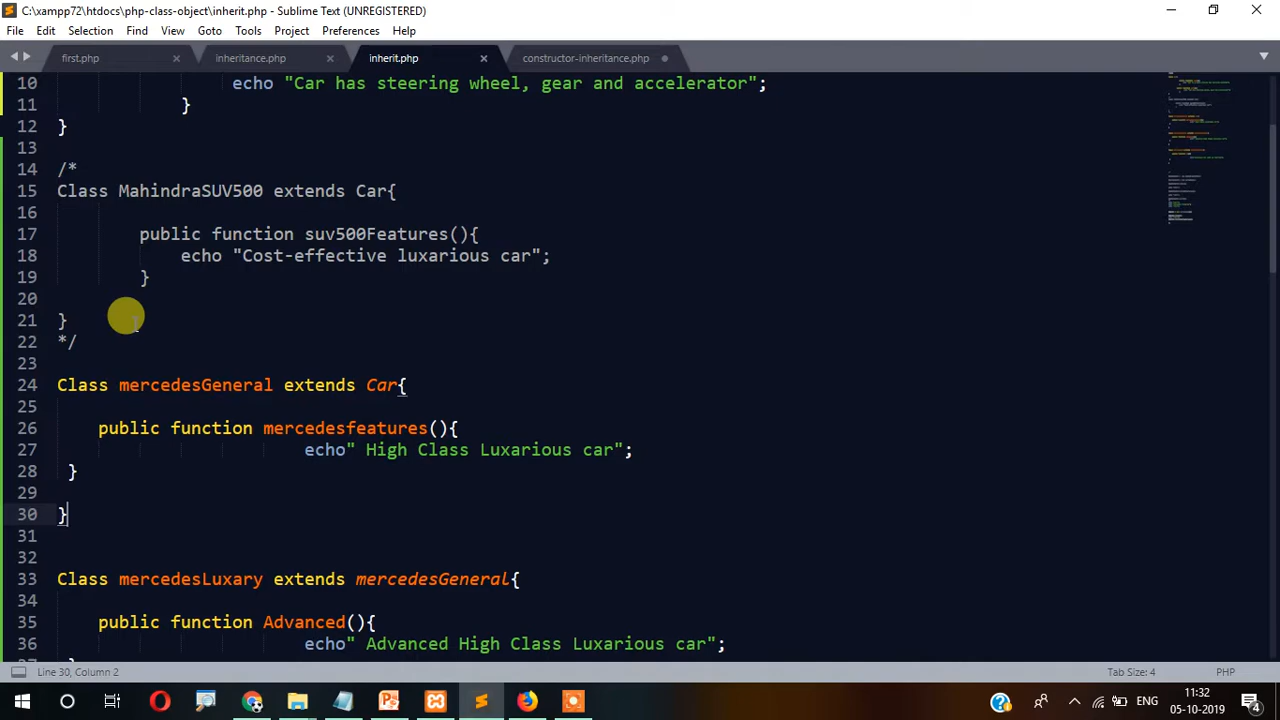 C:\xampp72\htdocs\php-class-object\inherit.php - Sublime Text (UNREGISTERED)
File Edit Selection Find View Goto Tools Project Preferences Help
first.php inheritance.php inherit.php constructor-inheritance.php
10 echo "Car has steering wheel, gear and accelerator";
11 }
12 }
13
14 /*
15 Class MahindraSUV500 extends Car{
16
17 public function suv500Features(){
18 echo "Cost-effective luxarious car";
19 }
20
21 }
22 */
23
24 Class mercedesGeneral extends Car{
25
26 public function mercedesfeatures(){
27 echo" High Class Luxarious car";
28 }
29
30 }
31
32
33 Class mercedesLuxary extends mercedesGeneral{
34
35 public function Advanced(){
36 echo" Advanced High Class Luxarious car";
Line 30, Column 2 Tab Size: 4 PHP
ENG 11:32
05-10-2019
4